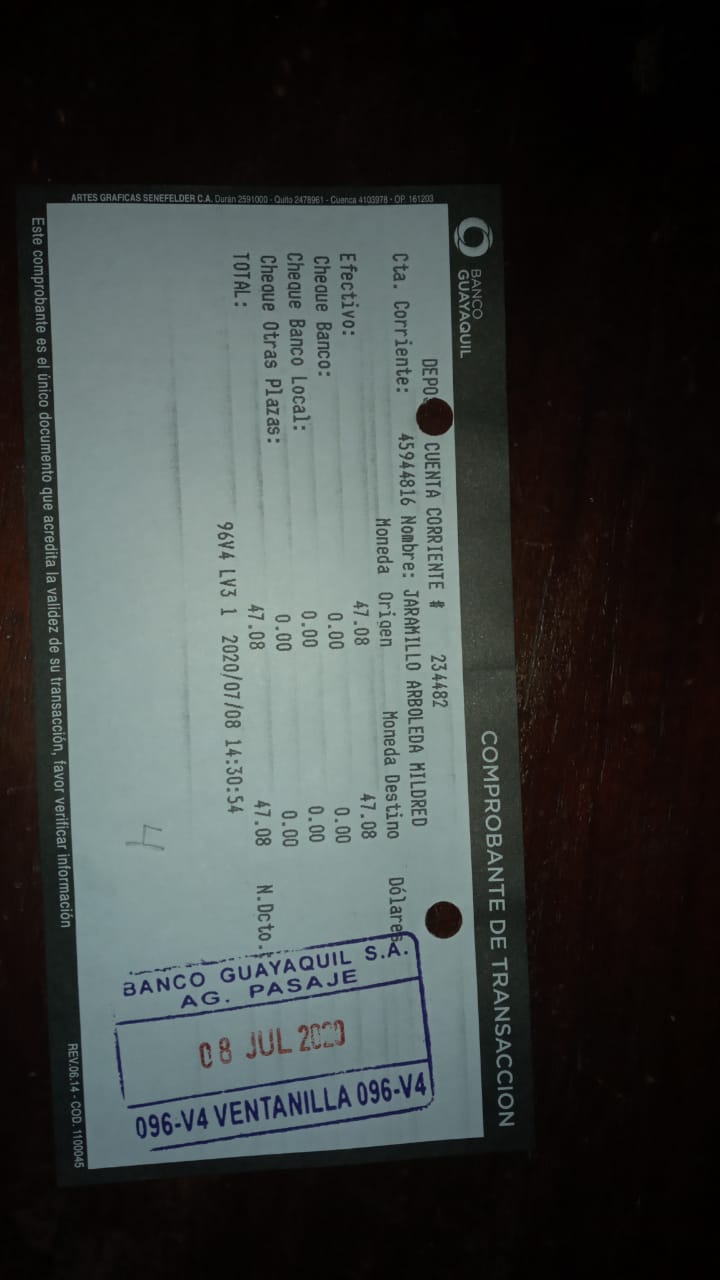 BANCO
GUAYAQUIL
COMPROBANTE DE TRANSACCION
CUENTA CORRIENTE # 234482
Cta. Corriente: 45944816 Nombre: JARAMILLO ARBOLEDA MILDRED
Moneda Origen Moneda Destino Dólares
Efectivo: 47.08 47.08
Cheque Banco: 0.00 0.00
Cheque Banco Local: 0.00 0.00
Cheque Otras Plazas: 0.00 0.00
TOTAL: 47.08 47.08 N.Dcto.
96V4 LV3 1 2020/07/08 14:30:54
4
BANCO GUAYAQUIL S.A.
AG. PASAJE
08 JUL 2020
096-V4 VENTANILLA 096-V4
ARTES GRAFICAS SENEFELDER C.A. Durán 2591000 - Quito 2478961 - Cuenca 4103978 - OP. 161203
Este comprobante es el único documento que acredita la validez de su transacción, favor verificar información
REV.06.14 - COD. 1100045